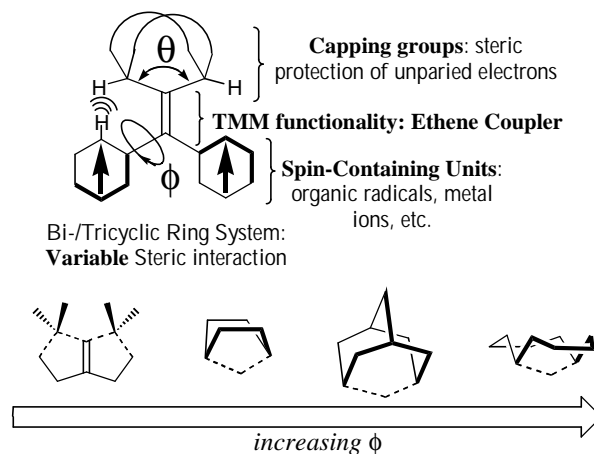 θ
Capping groups: steric
protection of unparied electrons
H
H
H
TMM functionality: Ethene Coupler
ϕ
Spin-Containing Units:
organic radicals, metal
ions, etc.
Bi-/Tricyclic Ring System:
Variable Steric interaction
increasing ϕ